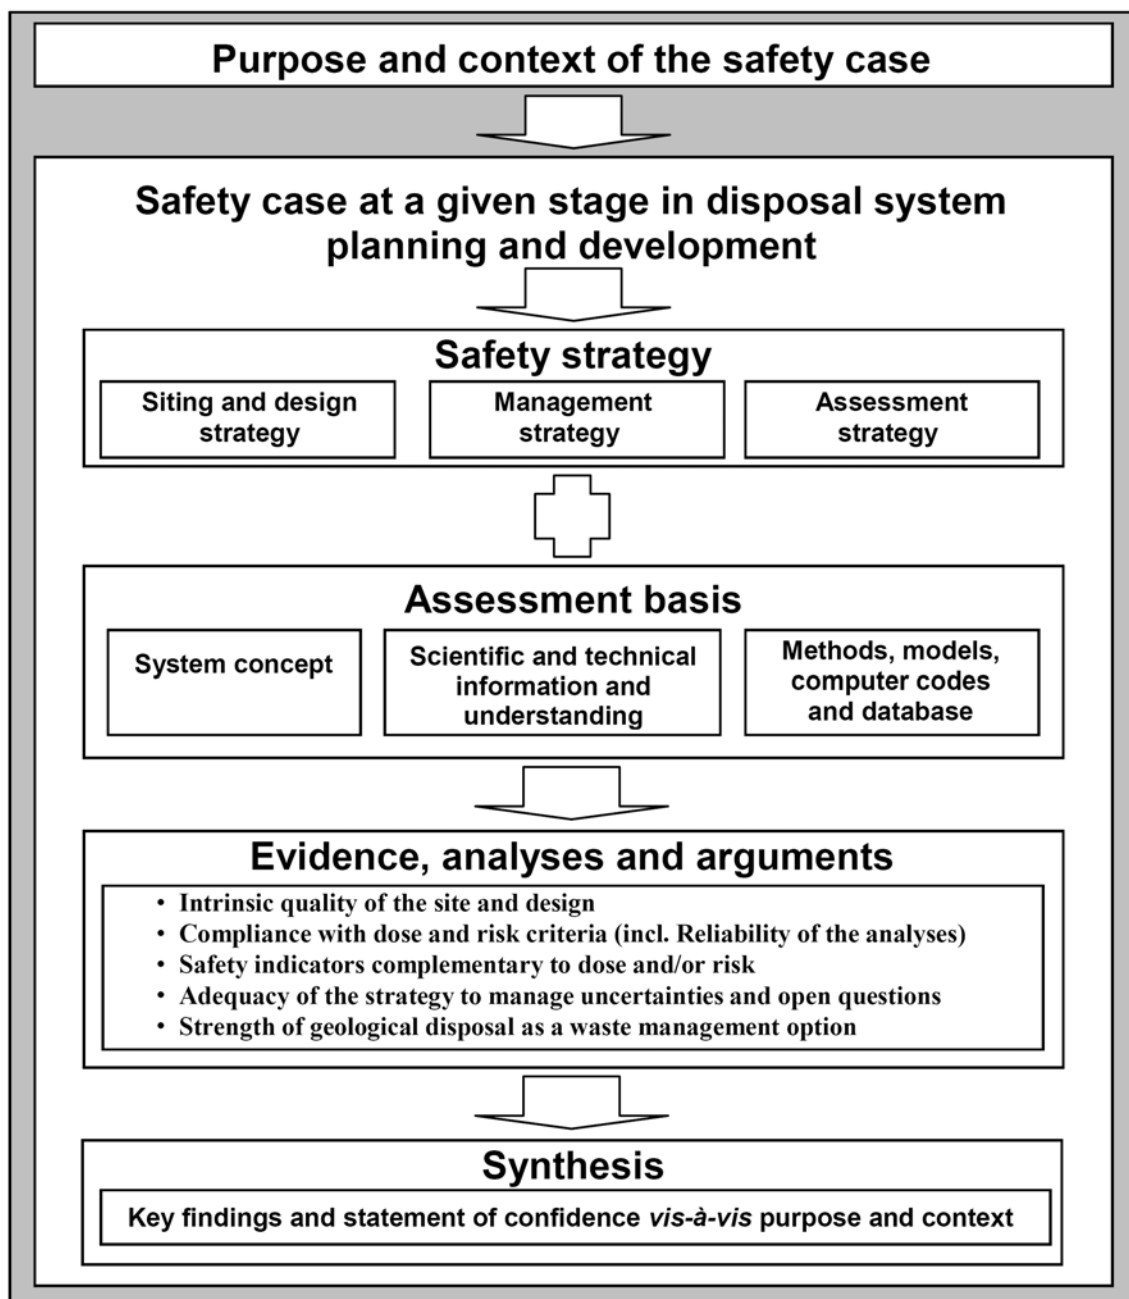 Purpose and context of the safety case
Safety case at a given stage in disposal system
planning and development
Safety strategy
Siting and design
strategy
Management
strategy
Assessment
strategy
Assessment basis
System concept
Scientific and technical
information and
understanding
Methods, models,
computer codes
and database
Evidence, analyses and arguments
• Intrinsic quality of the site and design
• Compliance with dose and risk criteria (incl. Reliability of the analyses)
• Safety indicators complementary to dose and/or risk
• Adequacy of the strategy to manage uncertainties and open questions
• Strength of geological disposal as a waste management option
Synthesis
Key findings and statement of confidence vis-à-vis purpose and context